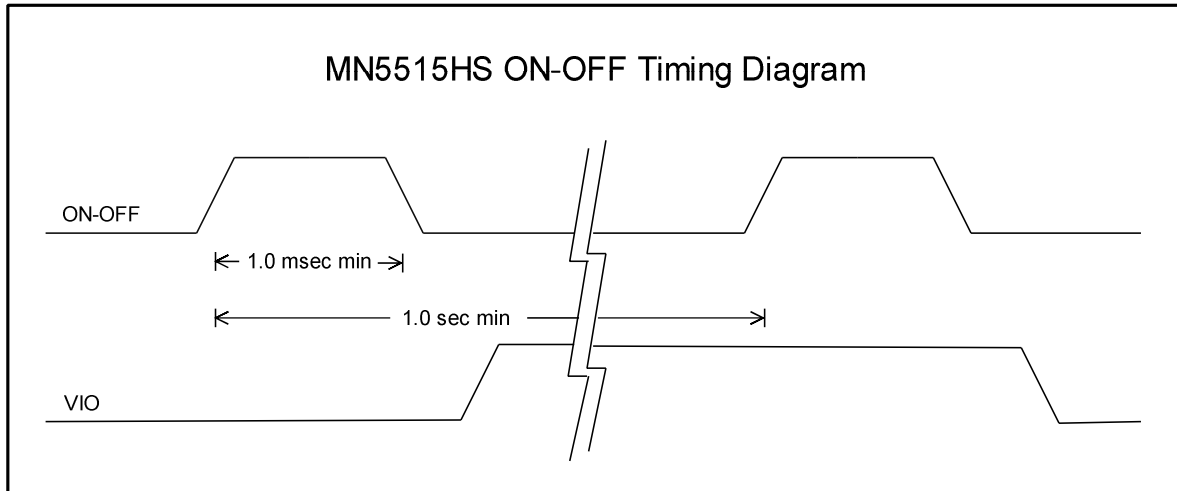 MN5515HS ON-OFF Timing Diagram
ON-OFF
1.0 msec min
1.0 sec min
VIO